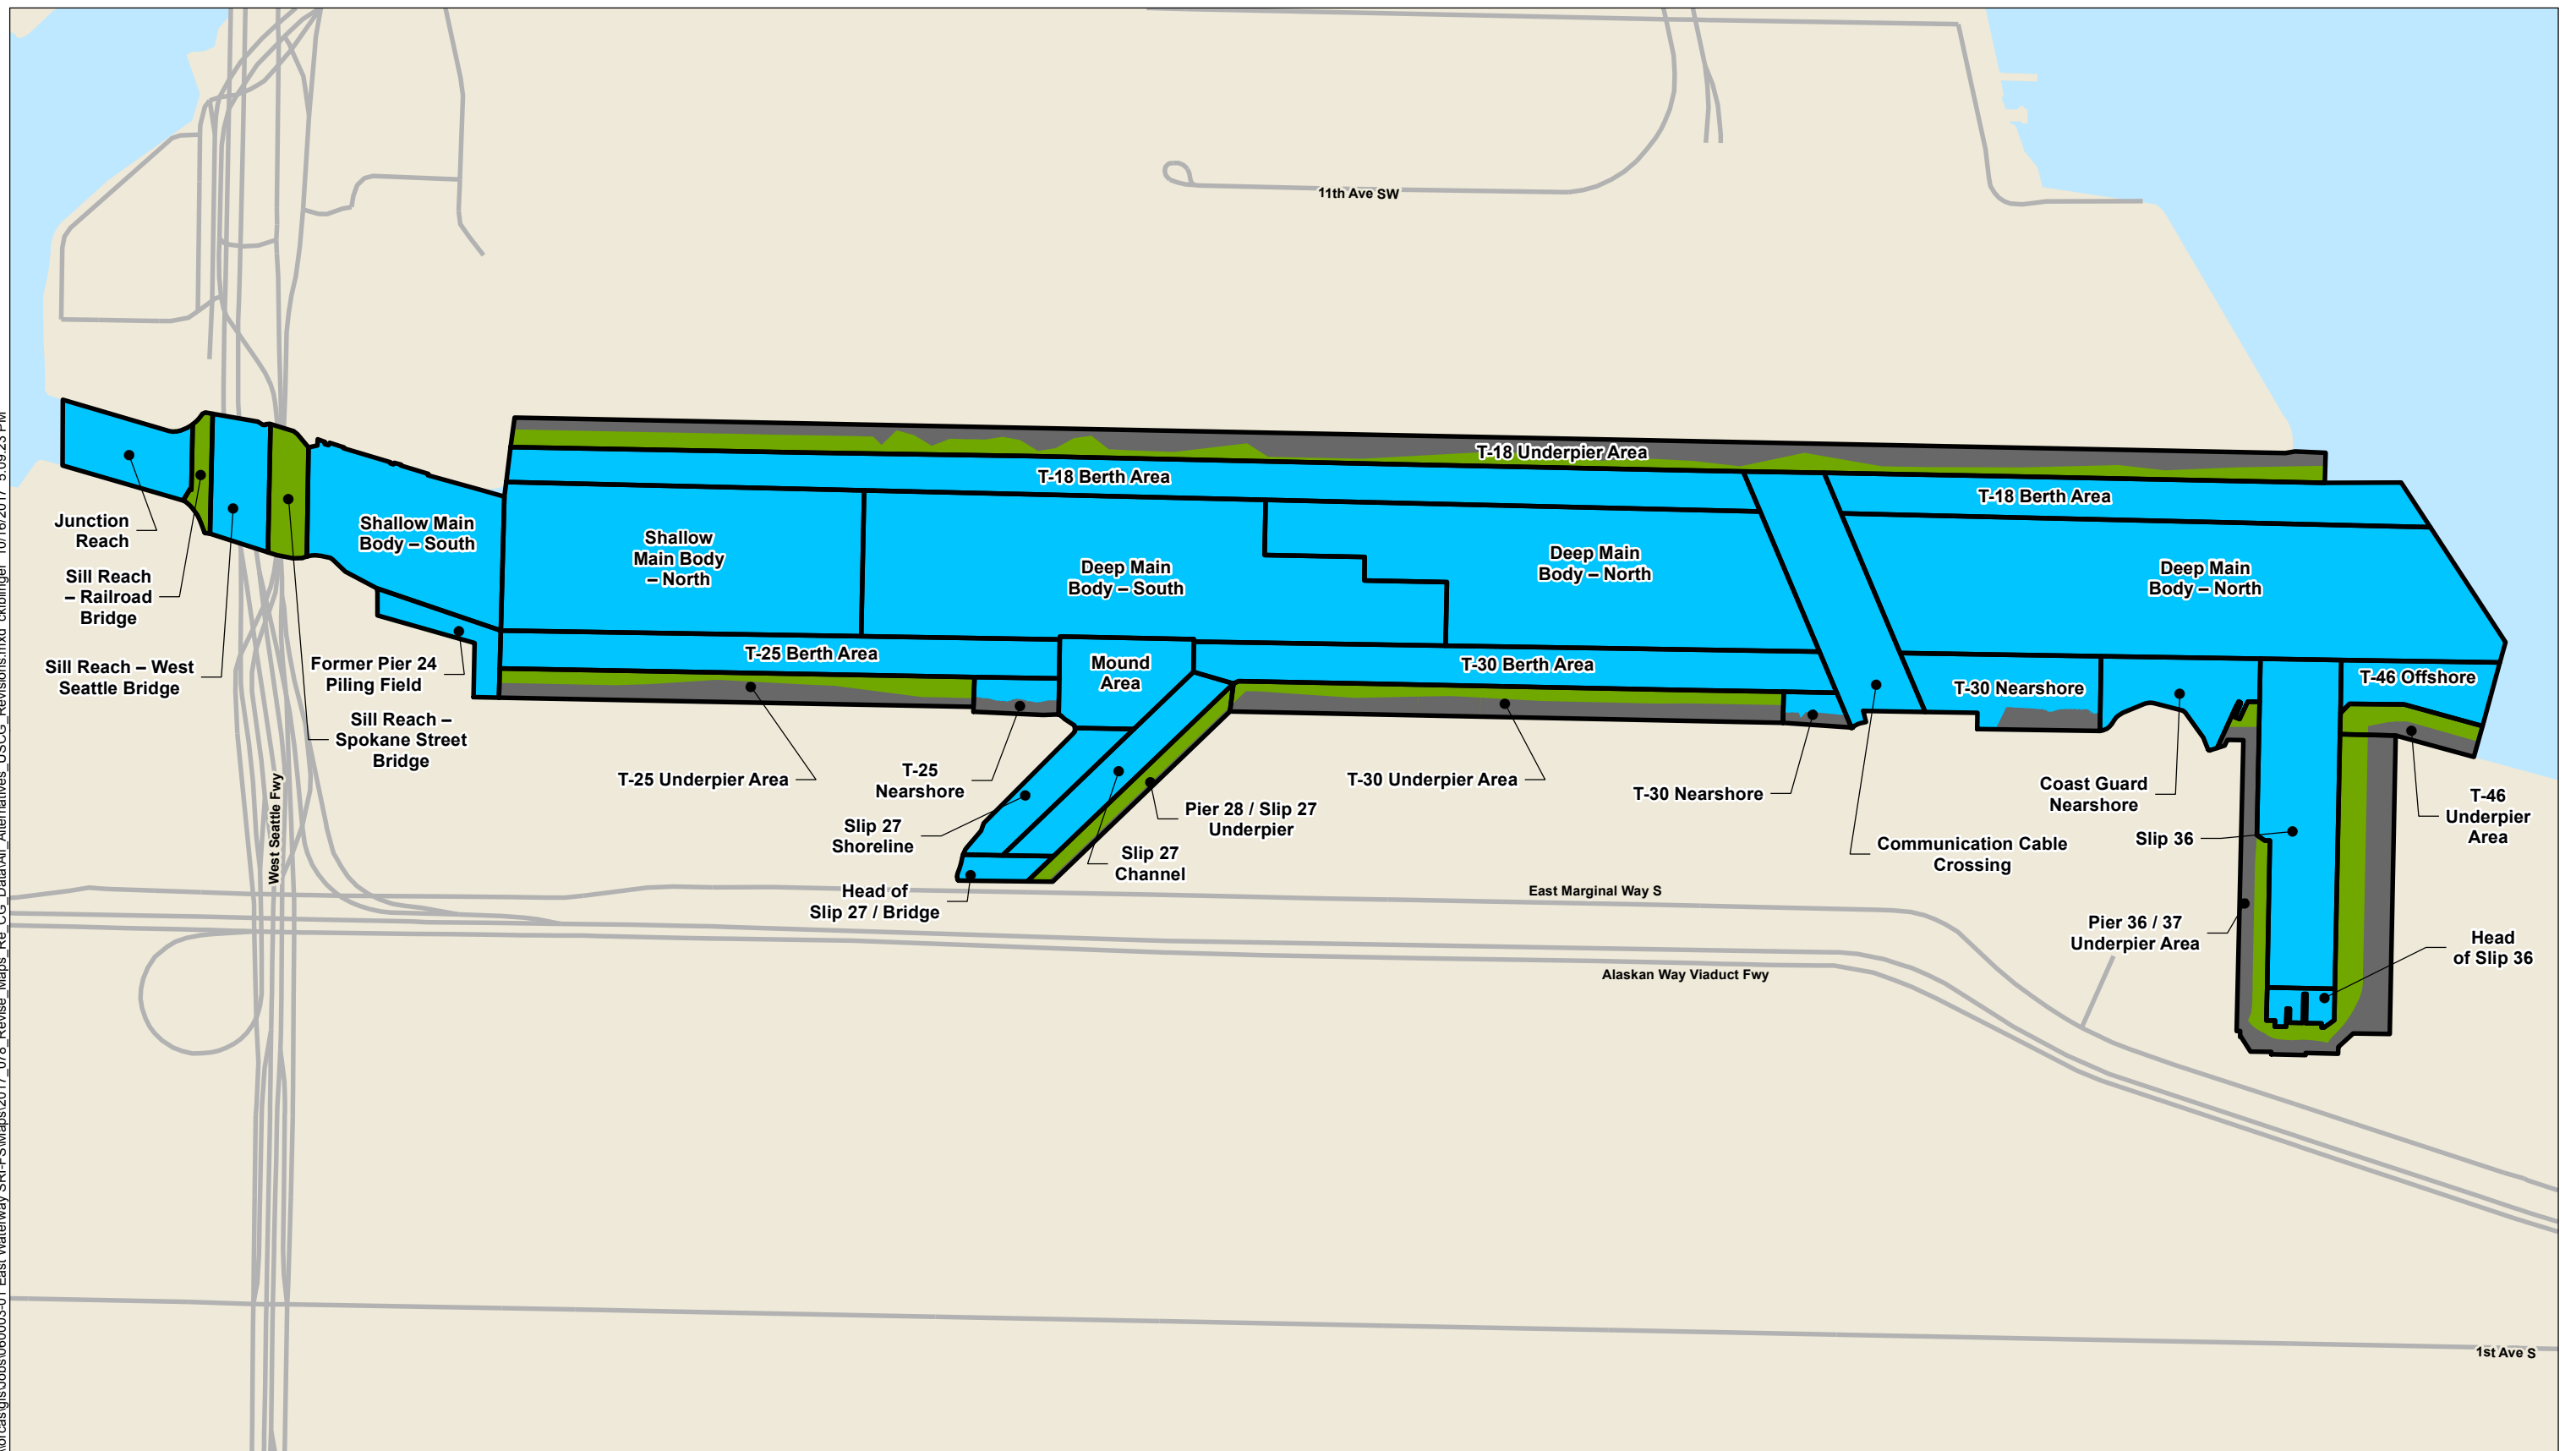 11th Ave SW
T-18 Underpier Area
T-18 Berth Area
T-18 Berth Area
Junction
Reach
Shallow Main
Body – South
Shallow
Main Body
– North
Deep Main
Body – South
Deep Main
Body – North
Deep Main
Body – North
Sill Reach
– Railroad
Bridge
Sill Reach – West
Seattle Bridge
Former Pier 24
Piling Field
T-25 Berth Area
Mound
Area
T-30 Berth Area
T-30 Nearshore
T-46 Offshore
Sill Reach –
Spokane Street
Bridge
T-25 Underpier Area
T-25
Nearshore
T-30 Underpier Area
T-30 Nearshore
Coast Guard
Nearshore
T-46
Underpier
Area
Slip 27
Shoreline
Pier 28 / Slip 27
Underpier
Slip 27
Channel
Communication Cable
Crossing
Slip 36
Head of
Slip 27 / Bridge
East Marginal Way S
Pier 36 / 37
Underpier Area
Head
of Slip 36
Alaskan Way Viaduct Fwy
West Seattle Fwy
1st Ave S